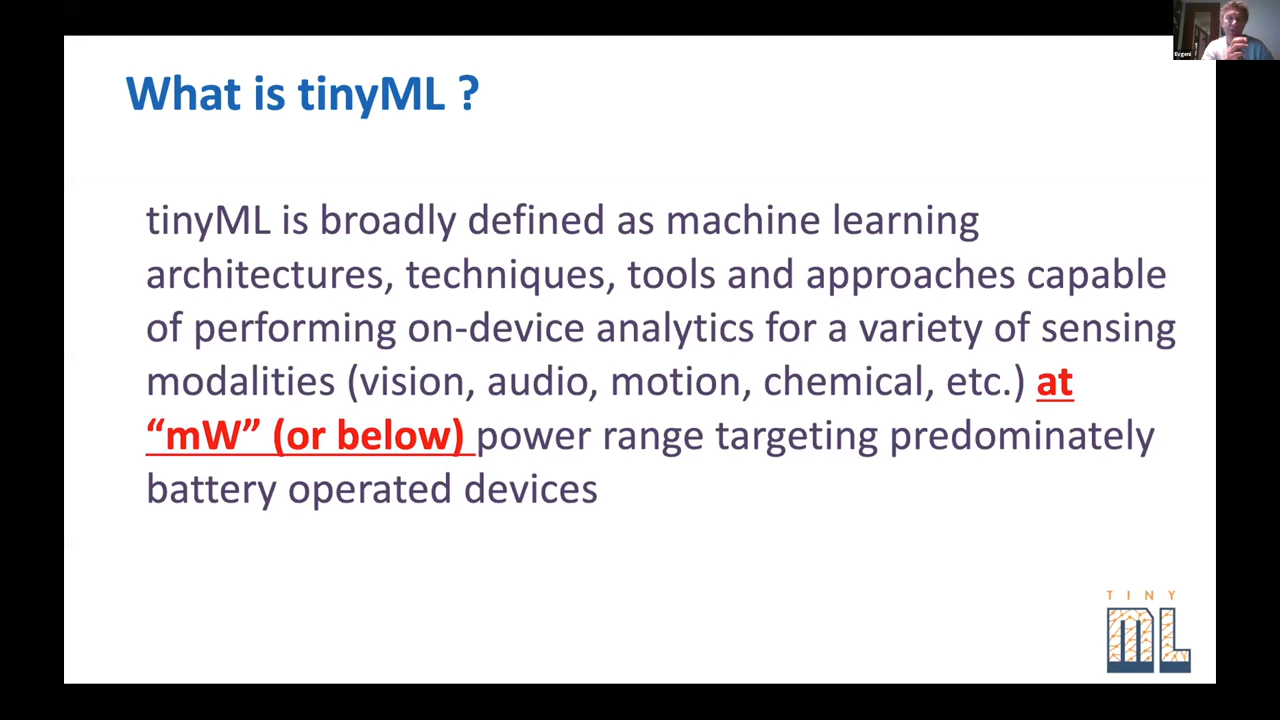 Evgeni
What is tinyML ?
tinyML is broadly defined as machine learning
architectures, techniques, tools and approaches capable
of performing on-device analytics for a variety of sensing
modalities (vision, audio, motion, chemical, etc.) at
“mW” (or below) power range targeting predominately
battery operated devices
TINY
ML